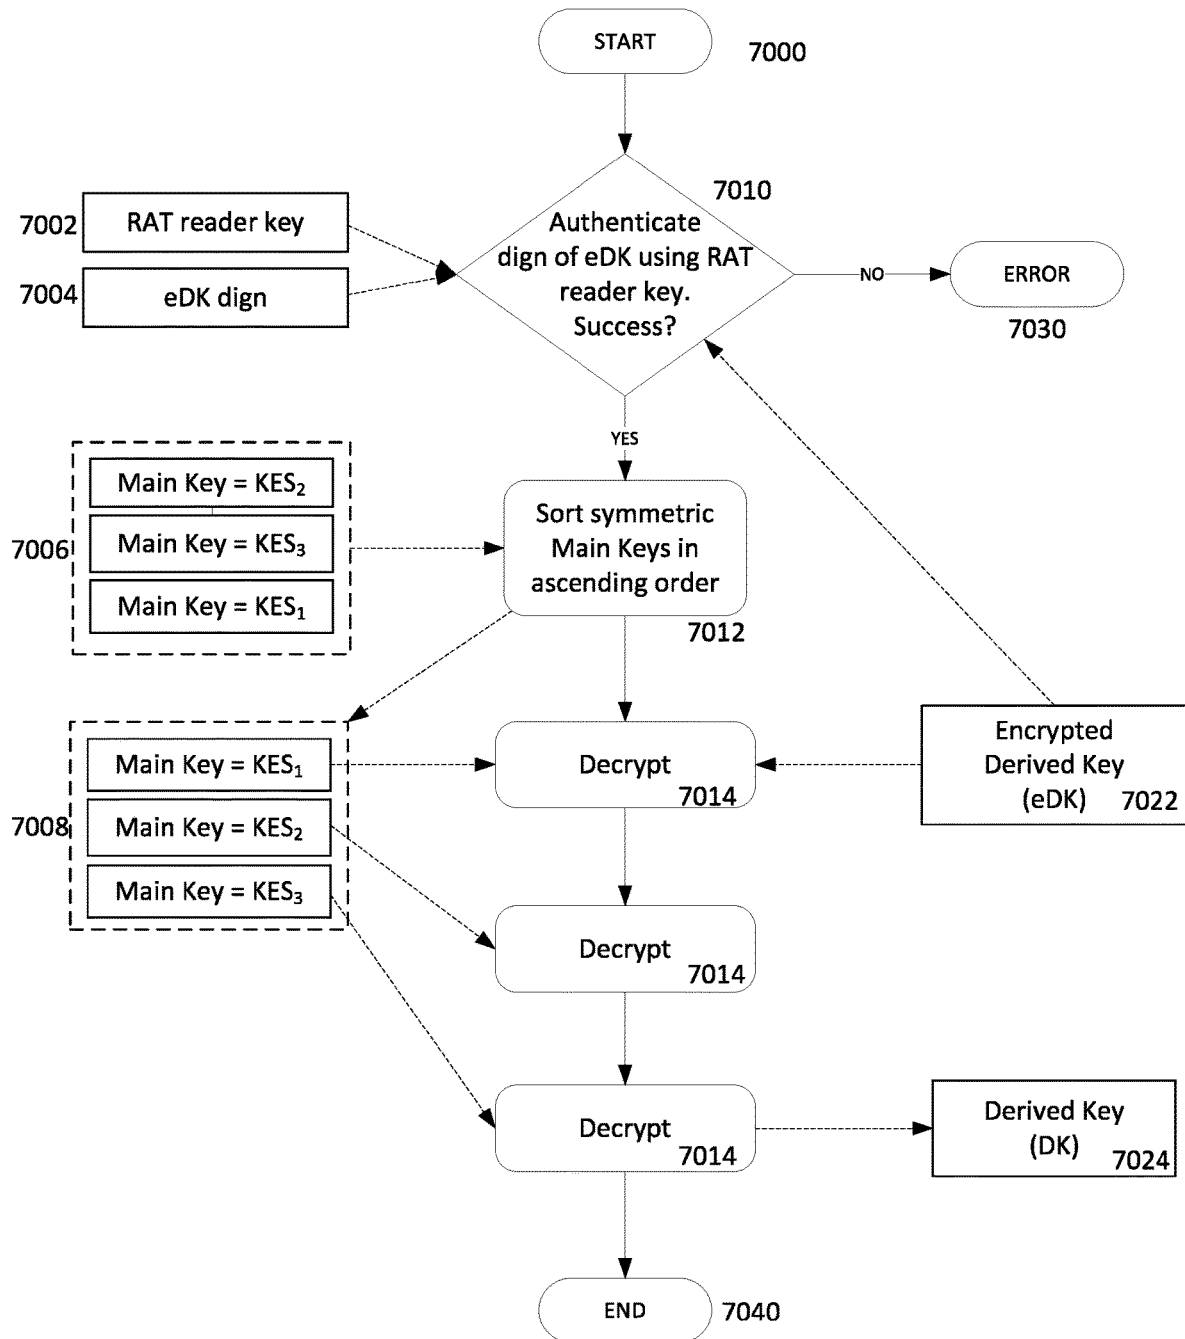 START
7000
7010
Authenticate
dign of eDK using RAT
reader key.
Success?
7002
RAT reader key
7004
eDK dign
NO
ERROR
7030
YES
7006
Main Key = KES₂
Main Key = KES₃
Main Key = KES₁
Sort symmetric
Main Keys in
ascending order
7012
7008
Main Key = KES₁
Main Key = KES₂
Main Key = KES₃
Decrypt
7014
Encrypted
Derived Key
(eDK)
7022
Decrypt
7014
Decrypt
7014
Derived Key
(DK)
7024
END
7040